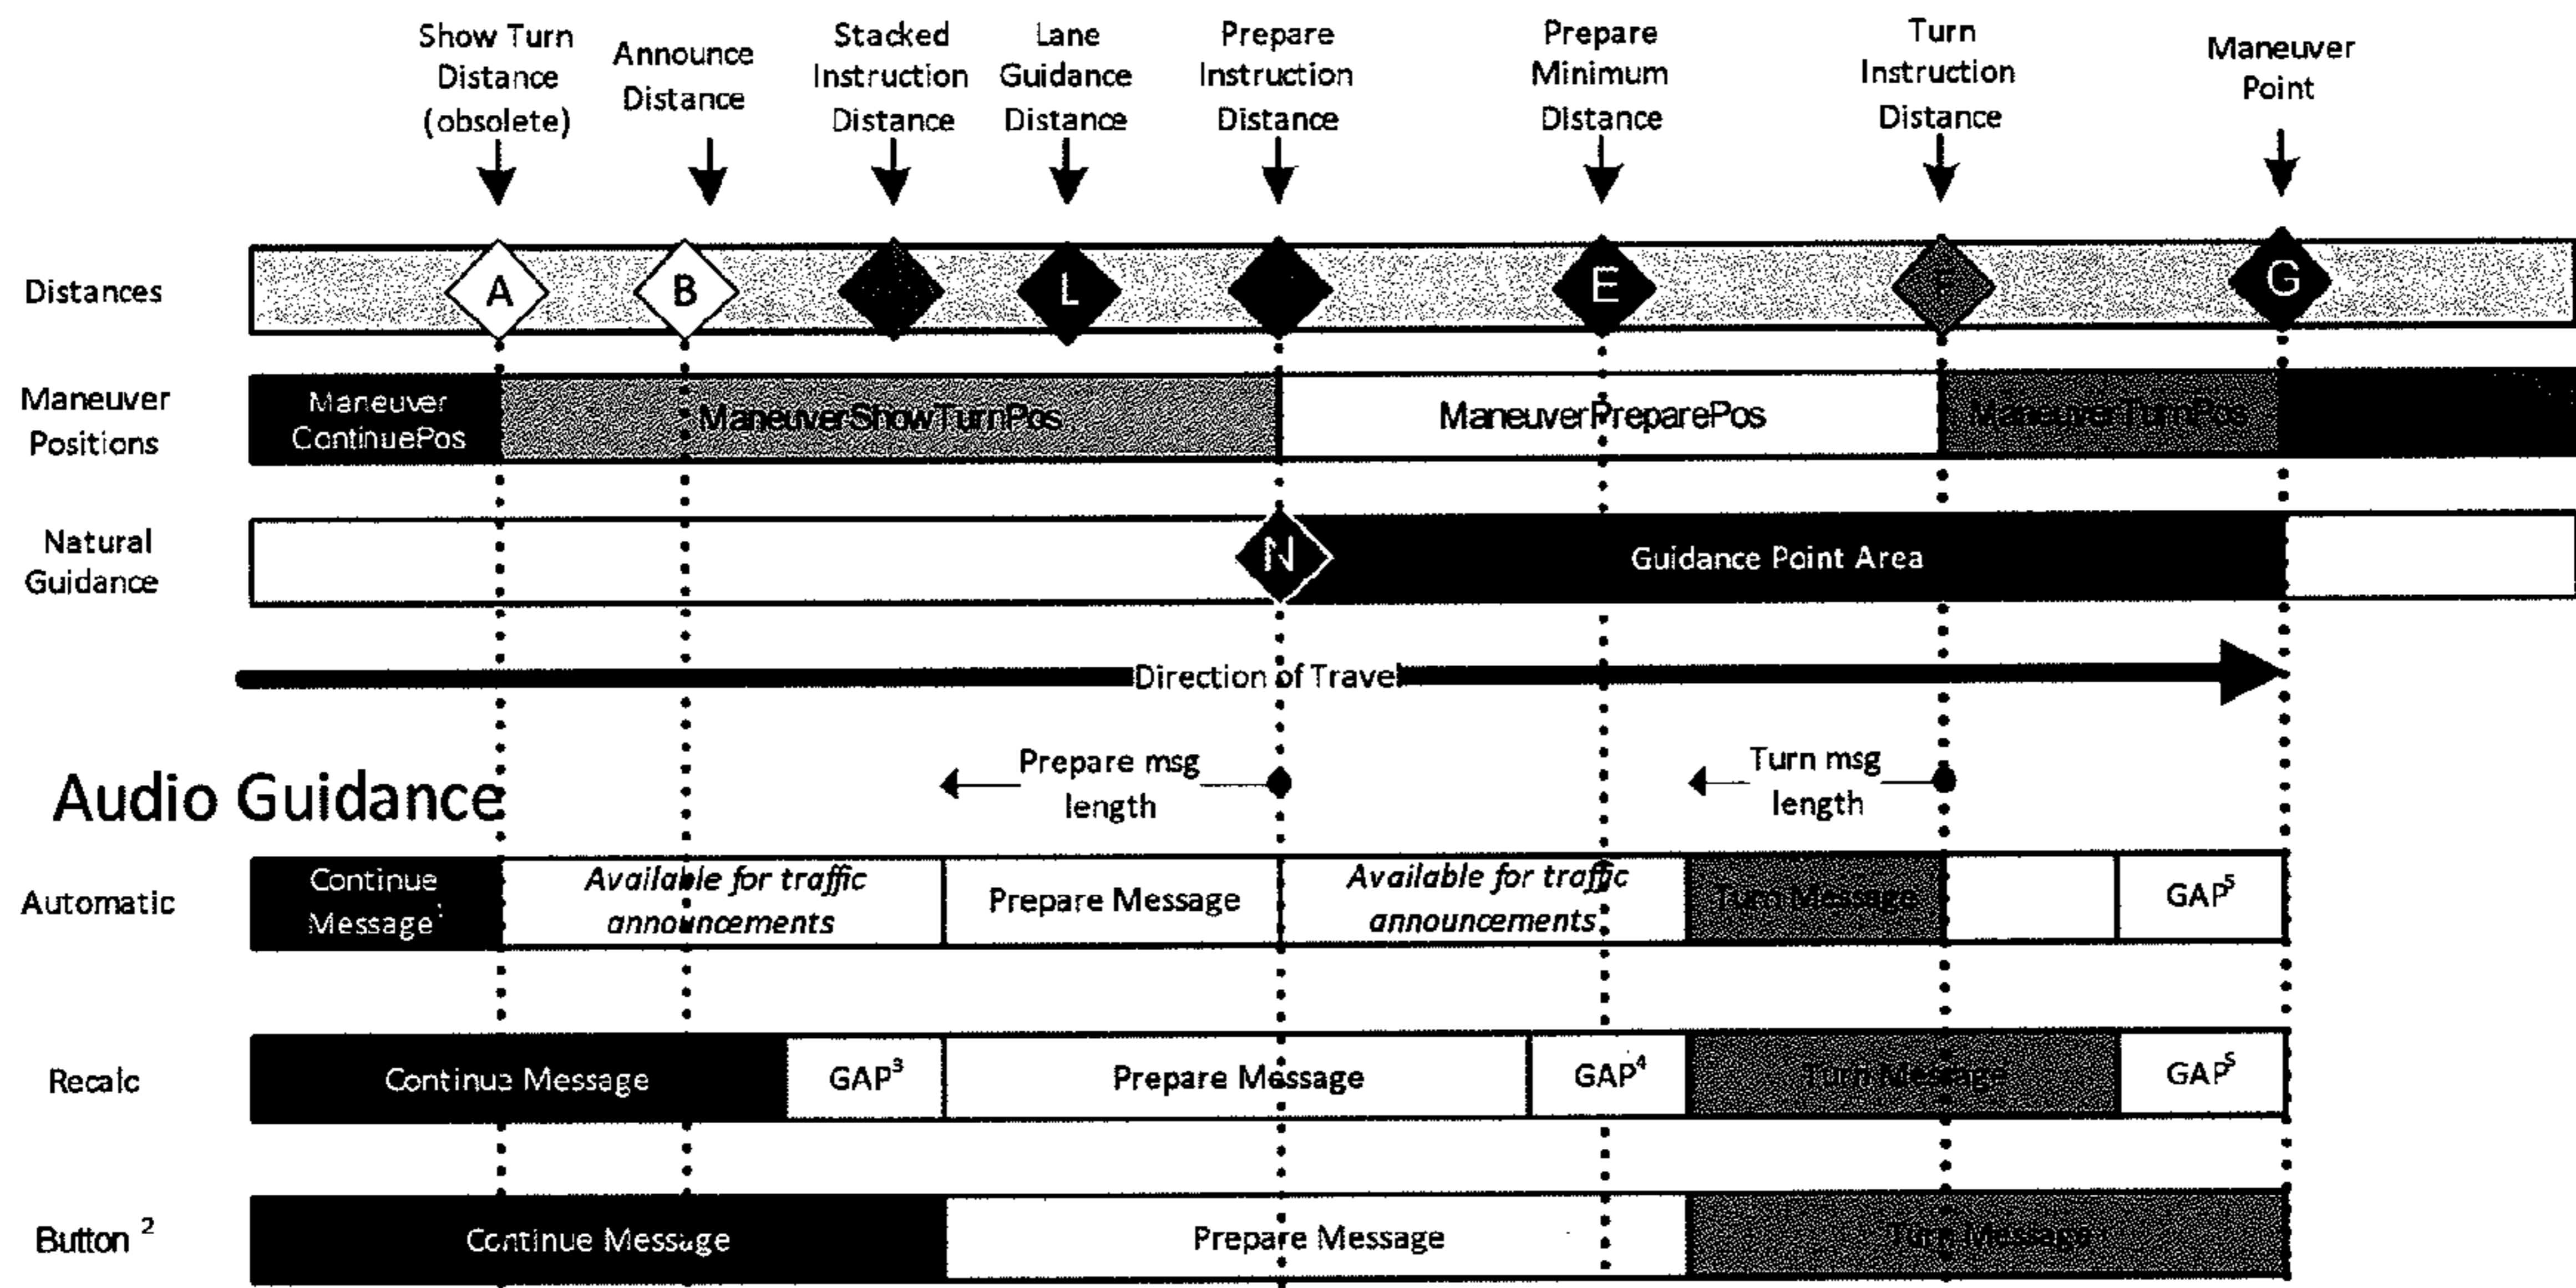 Show Turn
Distance
(obsolete)
Announce
Distance
Stacked
Instruction
Distance
Lane
Guidance
Distance
Prepare
Instruction
Distance
Prepare
Minimum
Distance
Turn
Instruction
Distance
Maneuver
Point
Distances
A
B
L
E
F
G
Maneuver
Positions
Maneuver
ContinuePos
ManeuverShowTurnPos
ManeuverPreparePos
ManeuverTurnPos
Natural
Guidance
N
Guidance Point Area
Direction of Travel
Audio Guidance
Prepare msg
length
Turn msg
length
Automatic
Continue
Message¹
Available for traffic
announcements
Prepare Message
Available for traffic
announcements
Turn Message
GAP⁵
Recalc
Continue Message
GAP³
Prepare Message
GAP⁴
Turn Message
GAP⁵
Button ²
Continue Message
Prepare Message
Turn Message